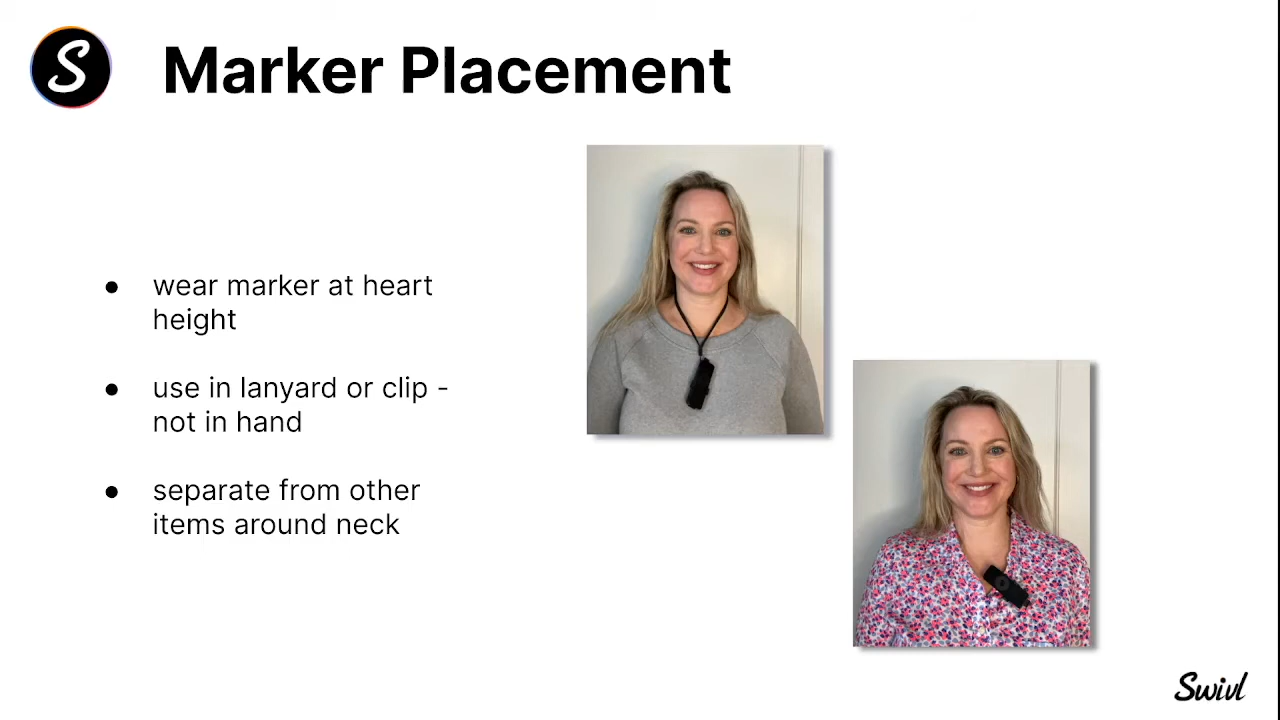 S
Marker Placement
wear marker at heart
height
use in lanyard or clip -
not in hand
separate from other
items around neck
Swivl